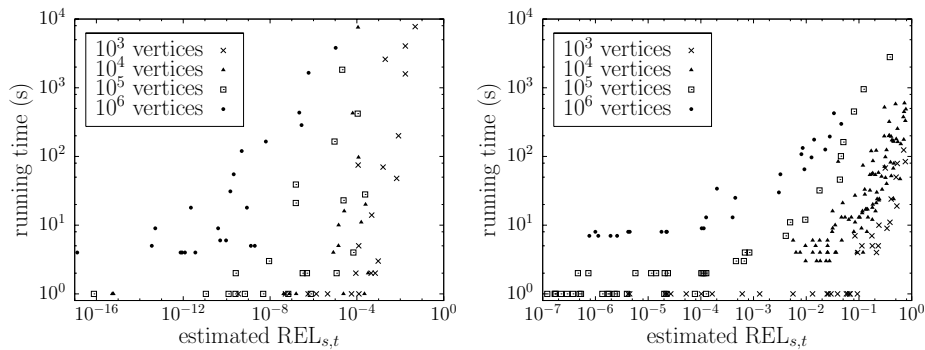 10^4
10^3
10^2
10^1
10^0
running time (s)
10^3 vertices
10^4 vertices
10^5 vertices
10^6 vertices
10^-16
10^-12
10^-8
10^-4
10^0
estimated REL_{s,t}
10^4
10^3
10^2
10^1
10^0
running time (s)
10^3 vertices
10^4 vertices
10^5 vertices
10^6 vertices
10^-7
10^-6
10^-5
10^-4
10^-3
10^-2
10^-1
10^0
estimated REL_{s,t}